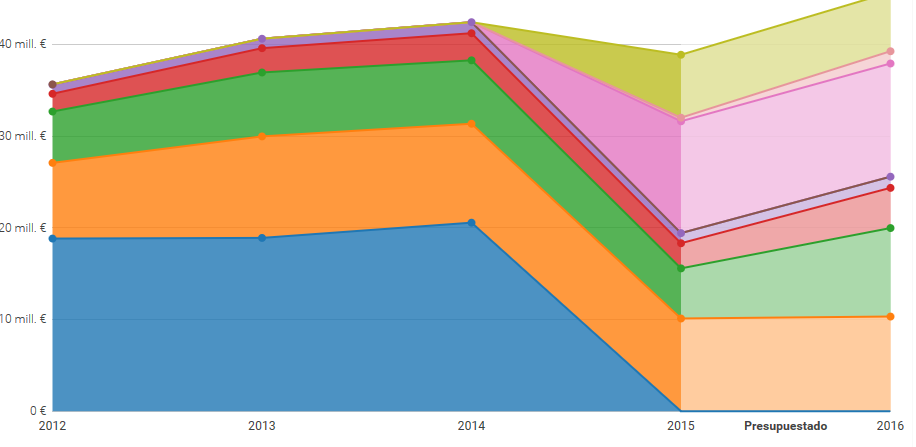 40 mill. €
30 mill. €
20 mill. €
10 mill. €
0 €
2012 2013 2014 2015 Presupuestado 2016